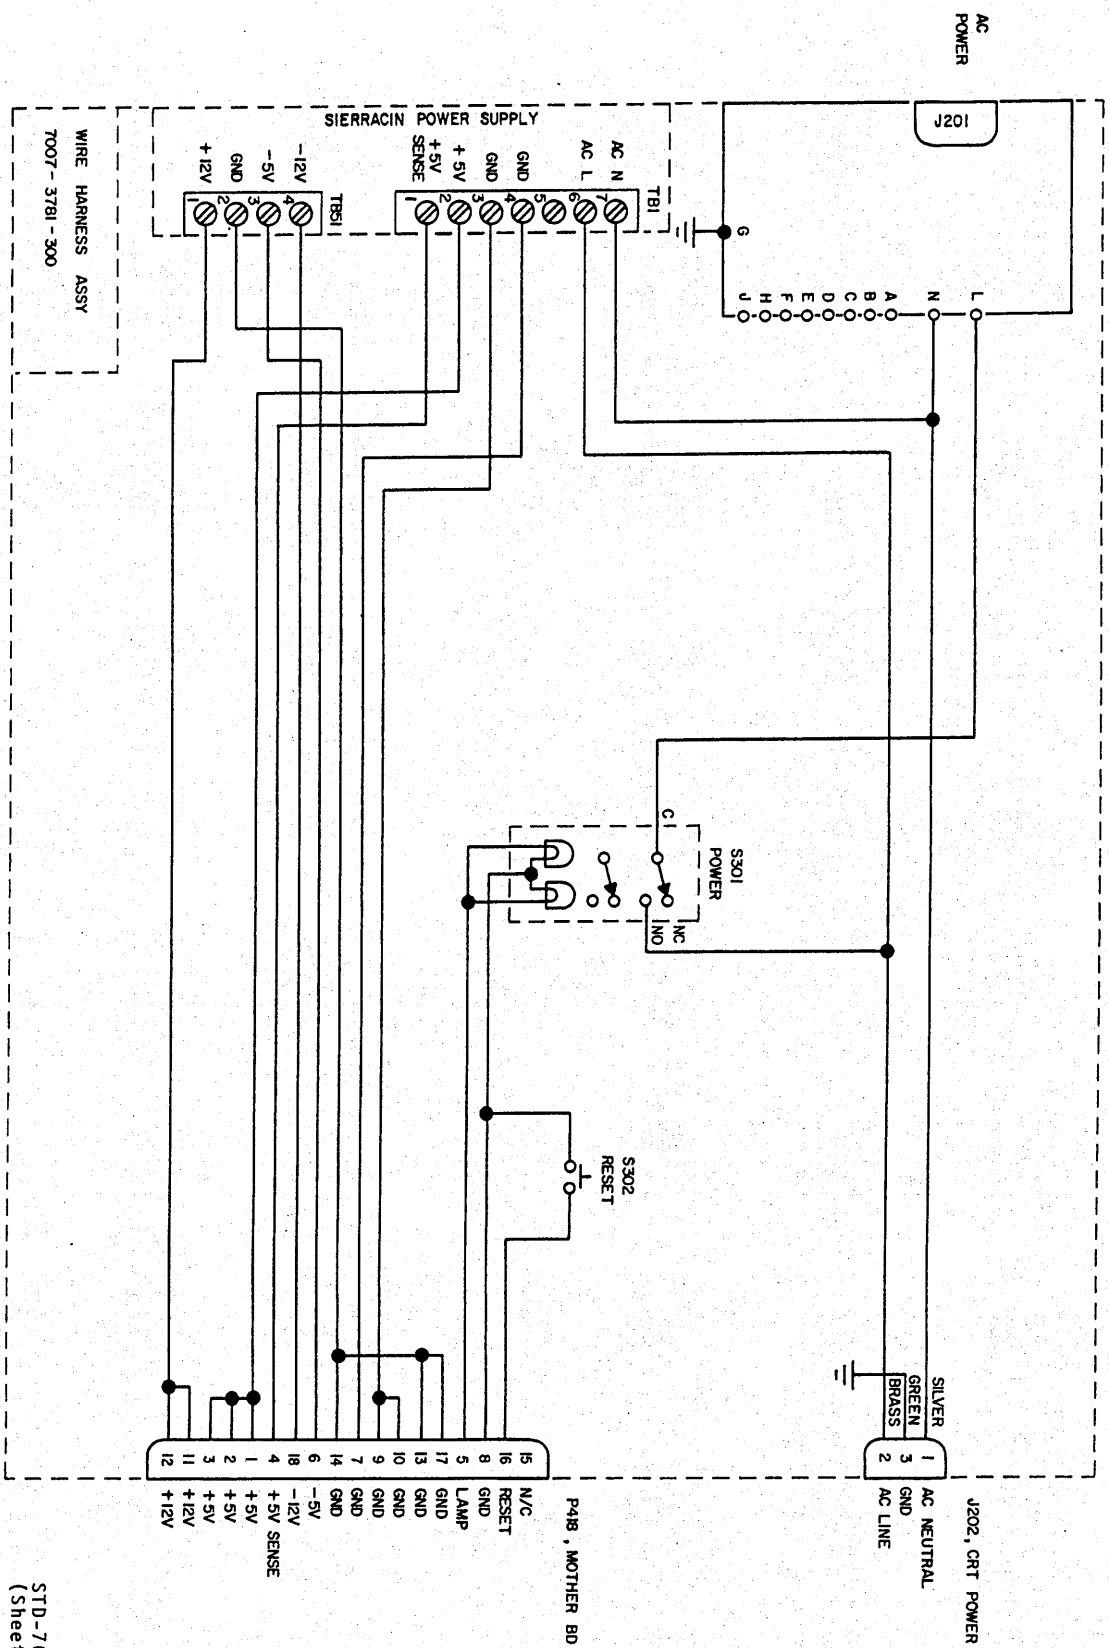 AC
POWER
J201
G
L
N
A
B
C
D
E
F
H
J
SIERRACIN POWER SUPPLY
TB1
AC N
AC L
GND
GND
+5V
+5V
SENSE
7
6
5
4
3
2
1
TB51
-12V
-5V
GND
+12V
4
3
2
1
WIRE HARNESS ASSY
7007-3781-300
S301
POWER
C
NC
NO
S302
RESET
SILVER
GREEN
BRASS
J202, CRT POWER
1 AC NEUTRAL
3 GND
2 AC LINE
P418, MOTHER BD
15 N/C
16 RESET
8 GND
5 LAMP
17 GND
13 GND
10 GND
9 GND
7 GND
14 GND
6 -5V
18 -12V
4 +5V SENSE
1 +5V
2 +5V
3 +5V
11 +12V
12 +12V
(Sheet